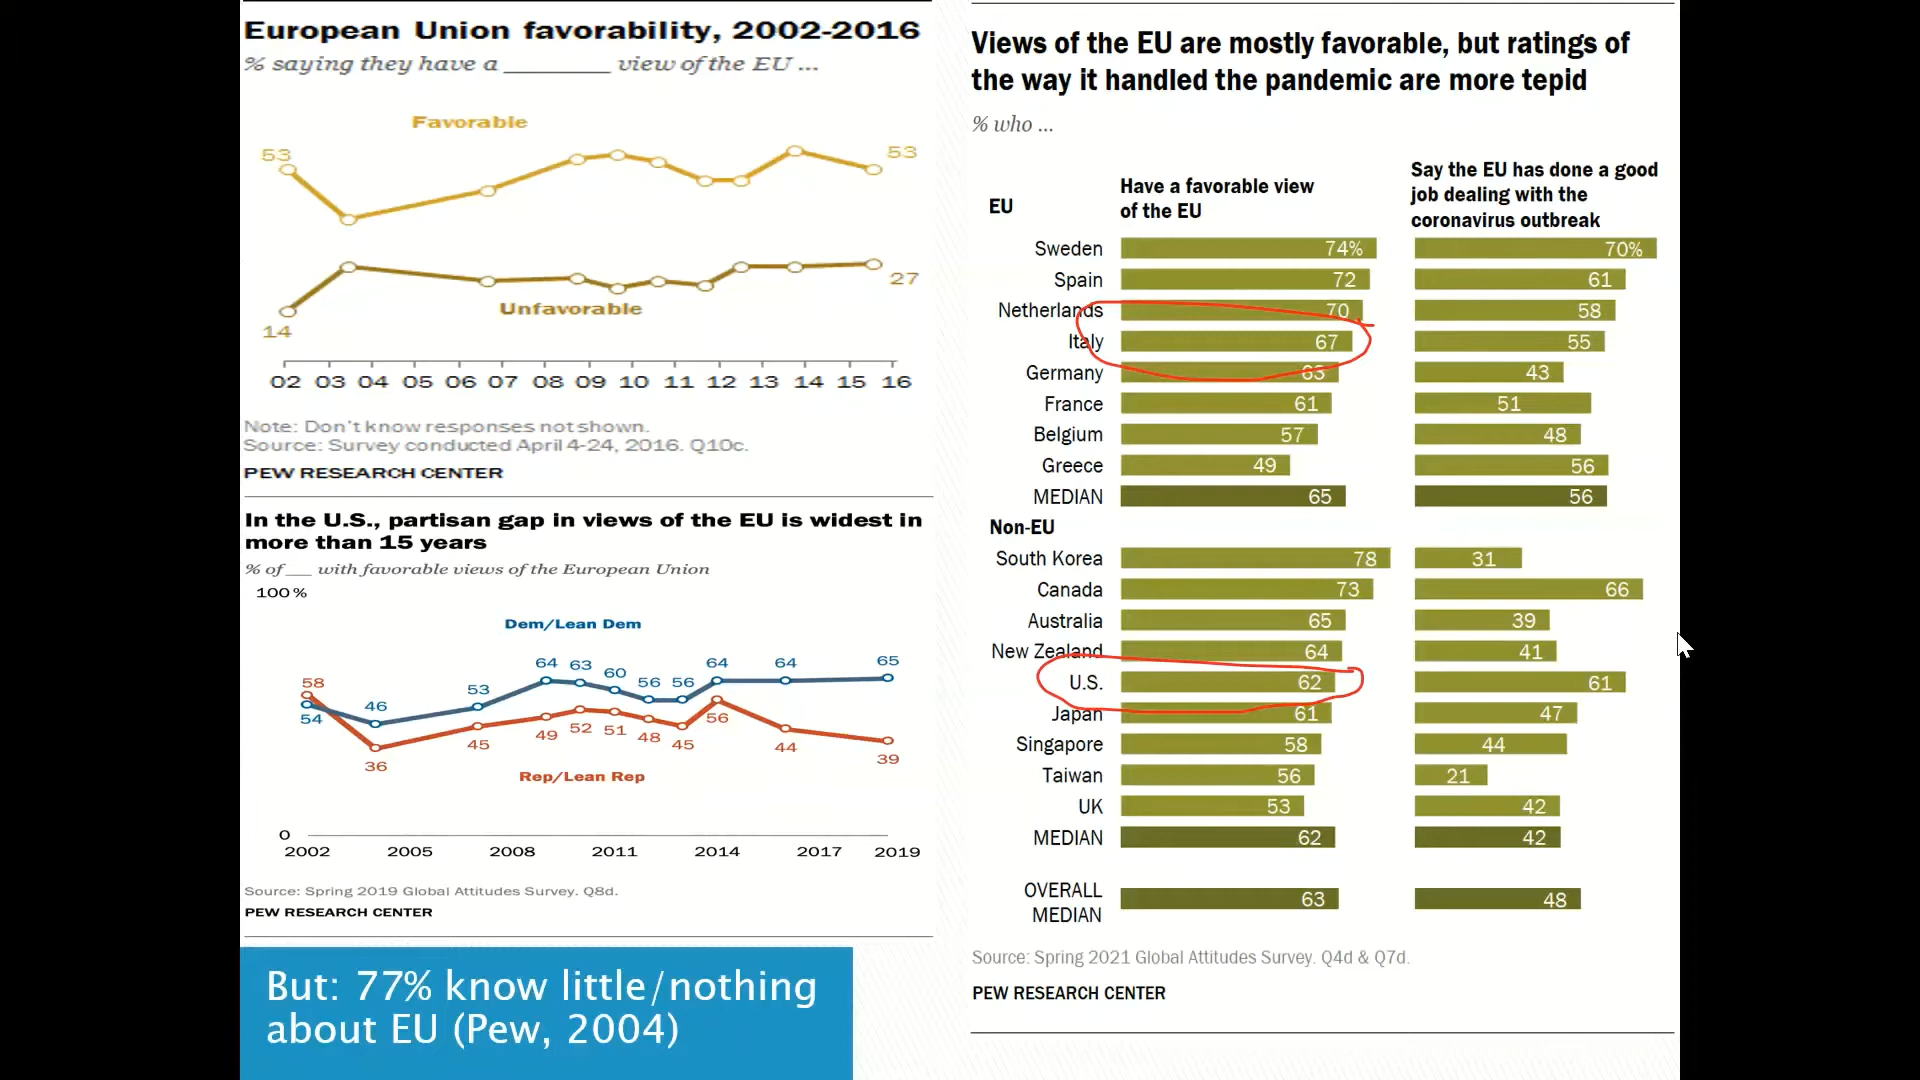 European Union favorability, 2002-2016
% saying they have a ________ view of the EU ...
Favorable
53
53
27
Unfavorable
14
02 03 04 05 06 07 08 09 10 11 12 13 14 15 16
Note: Don't know responses not shown.
Source: Survey conducted April 4-24, 2016. Q10c.
PEW RESEARCH CENTER
In the U.S., partisan gap in views of the EU is widest in
more than 15 years
% of ___ with favorable views of the European Union
100%
Dem/Lean Dem
54 46 53 64 63 60 56 56 64 64 65
58 36 45 49 52 51 48 45 56 44 39
Rep/Lean Rep
0
2002 2005 2008 2011 2014 2017 2019
Source: Spring 2019 Global Attitudes Survey. Q8d.
PEW RESEARCH CENTER
But: 77% know little/nothing
about EU (Pew, 2004)
Views of the EU are mostly favorable, but ratings of
the way it handled the pandemic are more tepid
% who ...
Have a favorable view
of the EU
Say the EU has done a good
job dealing with the
coronavirus outbreak
EU
Sweden 74% 70%
Spain 72 61
Netherlands 70 58
Italy 67 55
Germany 63 43
France 61 51
Belgium 57 48
Greece 49 56
MEDIAN 65 56
Non-EU
South Korea 78 31
Canada 73 66
Australia 65 39
New Zealand 64 41
U.S. 62 61
Japan 61 47
Singapore 58 44
Taiwan 56 21
UK 53 42
MEDIAN 62 42
OVERALL
MEDIAN 63 48
Source: Spring 2021 Global Attitudes Survey. Q4d & Q7d.
PEW RESEARCH CENTER